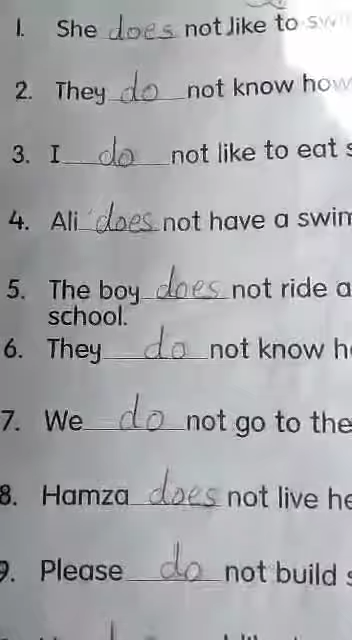 1. She does not like to
2. They do not know how
3. I do not like to eat
4. Ali does not have a
5. The boy does not ride a
school.
6. They do not know
7. We do not go to the
8. Hamza does not live
9. Please do not build